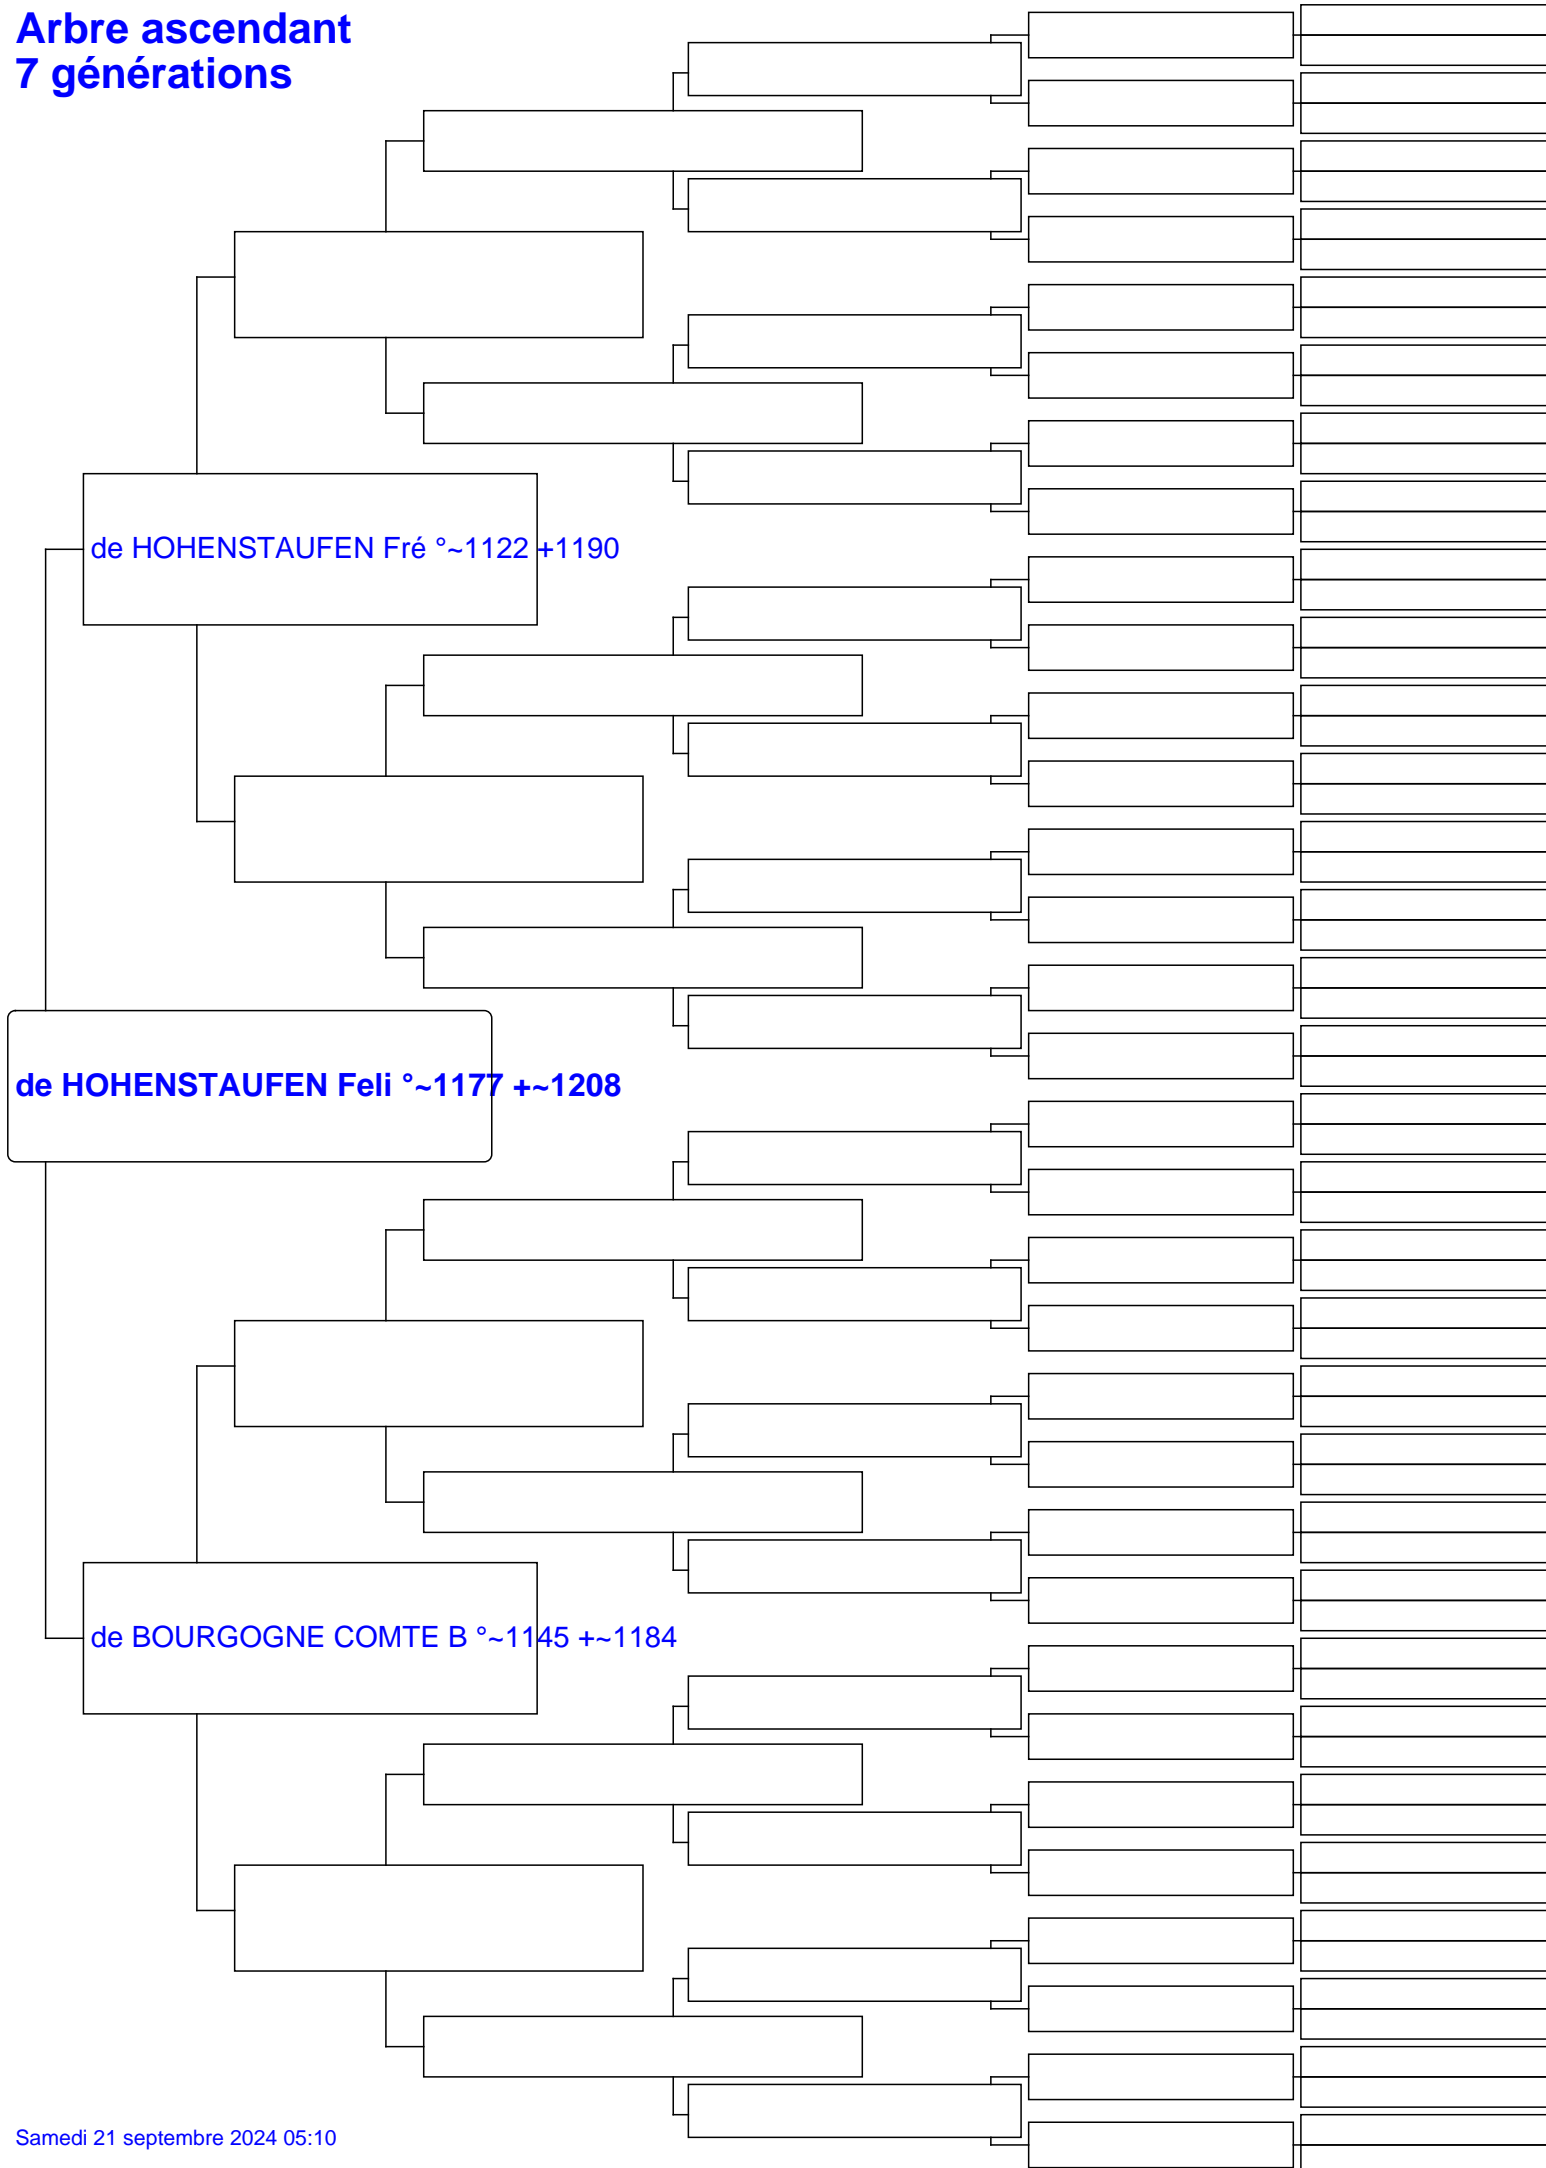 Arbre ascendant
7 générations
de HOHENSTAUFEN Fré °~1122 +1190
de HOHENSTAUFEN Feli °~1177 +~1208
de BOURGOGNE COMTE B °~1145 +~1184
Samedi 21 septembre 2024 05:10